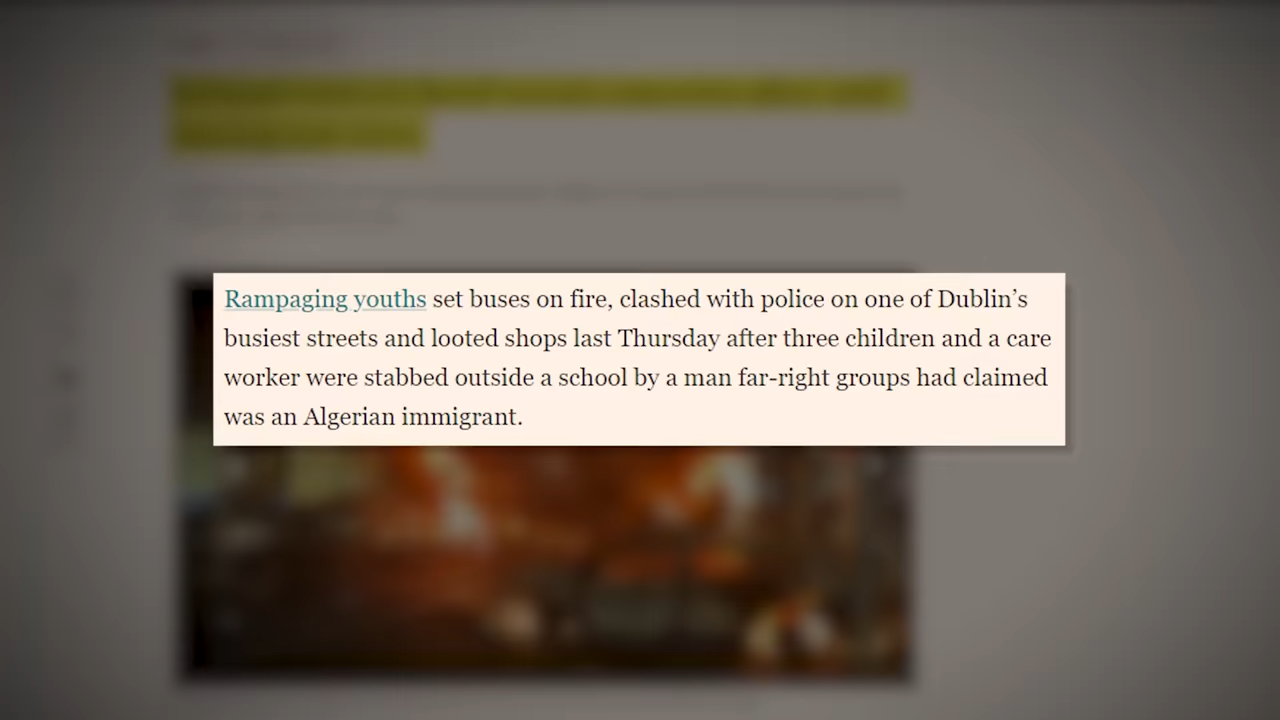 Rampaging youths set buses on fire, clashed with police on one of Dublin’s
busiest streets and looted shops last Thursday after three children and a care
worker were stabbed outside a school by a man far-right groups had claimed
was an Algerian immigrant.